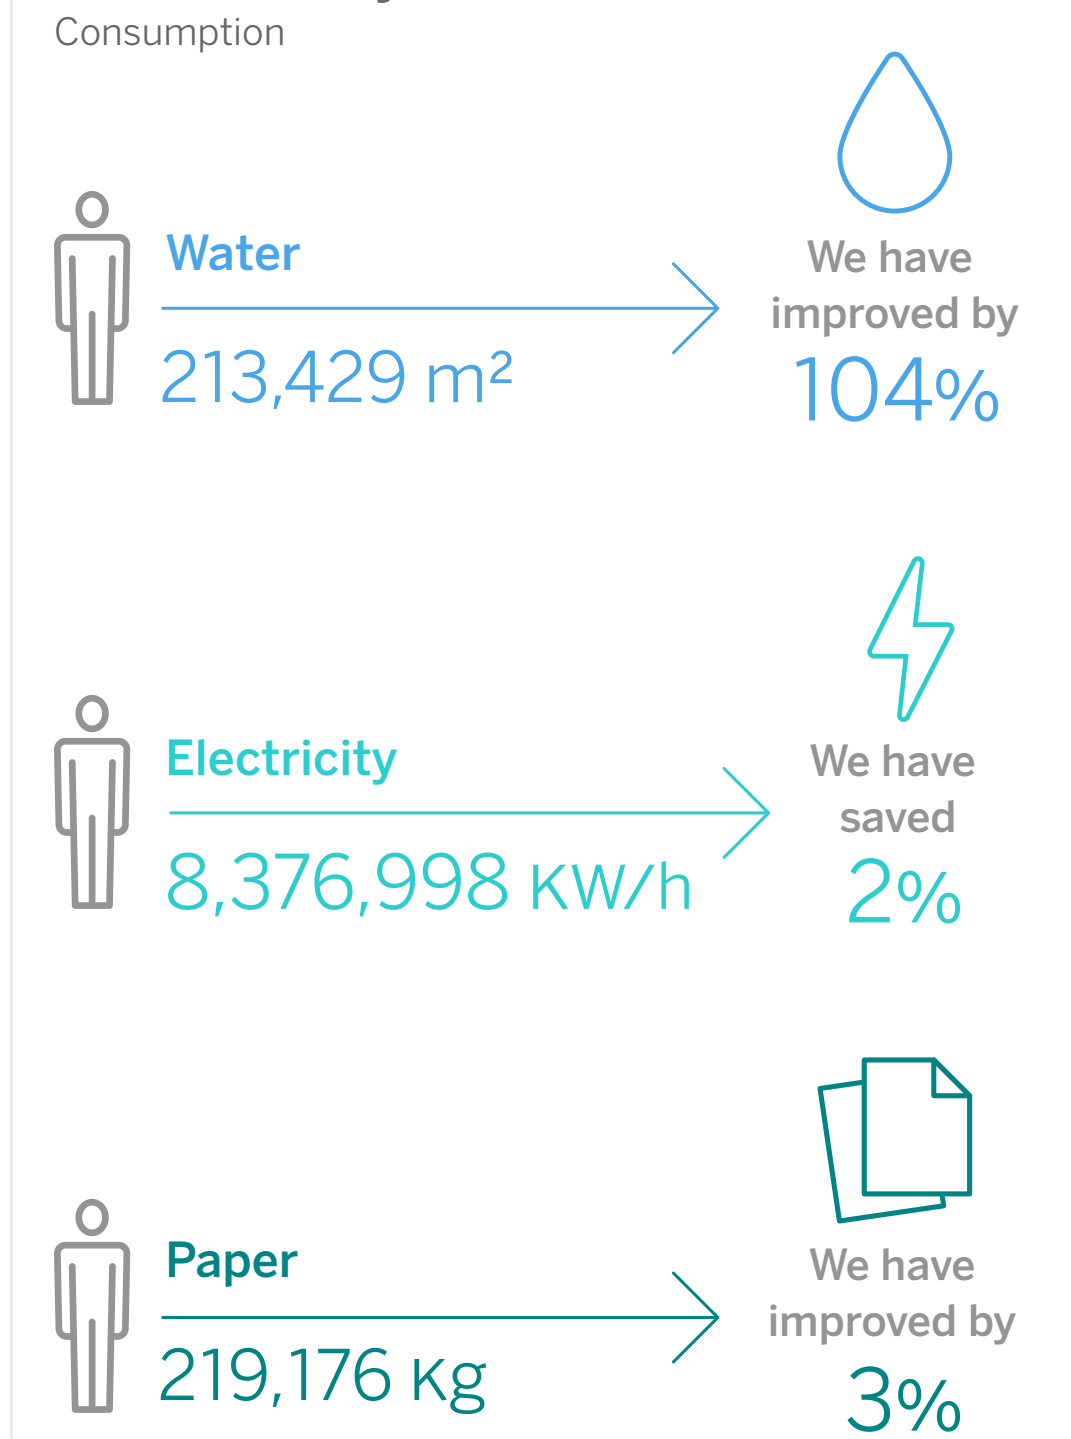 Consumption
Water
213,429 m²
We have
improved by
104%
Electricity
8,376,998 KW/h
We have
saved
2%
Paper
219,176 Kg
We have
improved by
3%